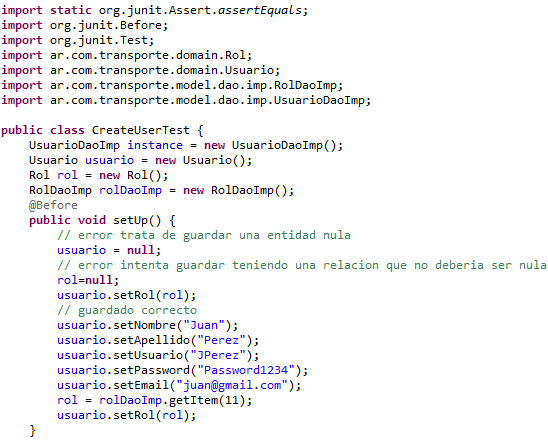 import static org.junit.Assert.assertEquals;
import org.junit.Before;
import org.junit.Test;
import ar.com.transporte.domain.Rol;
import ar.com.transporte.domain.Usuario;
import ar.com.transporte.model.dao.imp.RolDaoImp;
import ar.com.transporte.model.dao.imp.UsuarioDaoImp;

public class CreateUserTest {
    UsuarioDaoImp instance = new UsuarioDaoImp();
    Usuario usuario = new Usuario();
    Rol rol = new Rol();
    RolDaoImp rolDaoImp = new RolDaoImp();
    @Before
    public void setUp() {
        // error trata de guardar una entidad nula
        usuario = null;
        // error intenta guardar teniendo una relacion que no deberia ser nula
        rol=null;
        usuario.setRol(rol);
        // guardado correcto
        usuario.setNombre("Juan");
        usuario.setApellido("Perez");
        usuario.setUsuario("JPerez");
        usuario.setPassword("Password1234");
        usuario.setEmail("juan@gmail.com");
        rol = rolDaoImp.getItem(11);
        usuario.setRol(rol);
    }